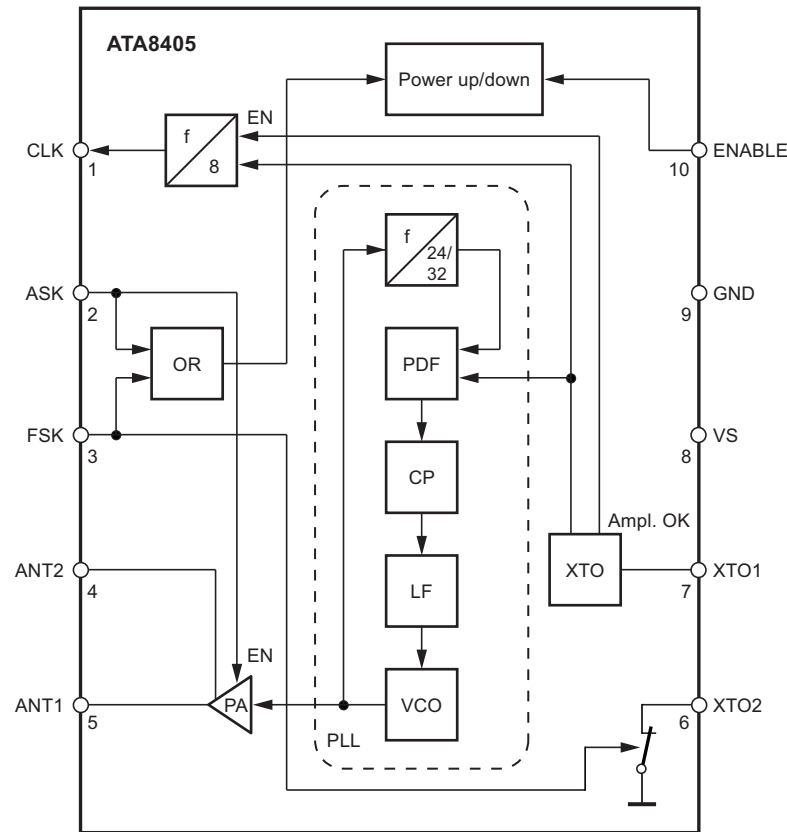 ATA8405
Power up/down
EN
CLK
1
f
8
ENABLE
10
f
24/
32
ASK
2
GND
9
OR
PDF
FSK
3
VS
8
CP
Ampl. OK
ANT2
4
LF
XTO
XTO1
7
EN
ANT1
5
PA
VCO
XTO2
6
PLL